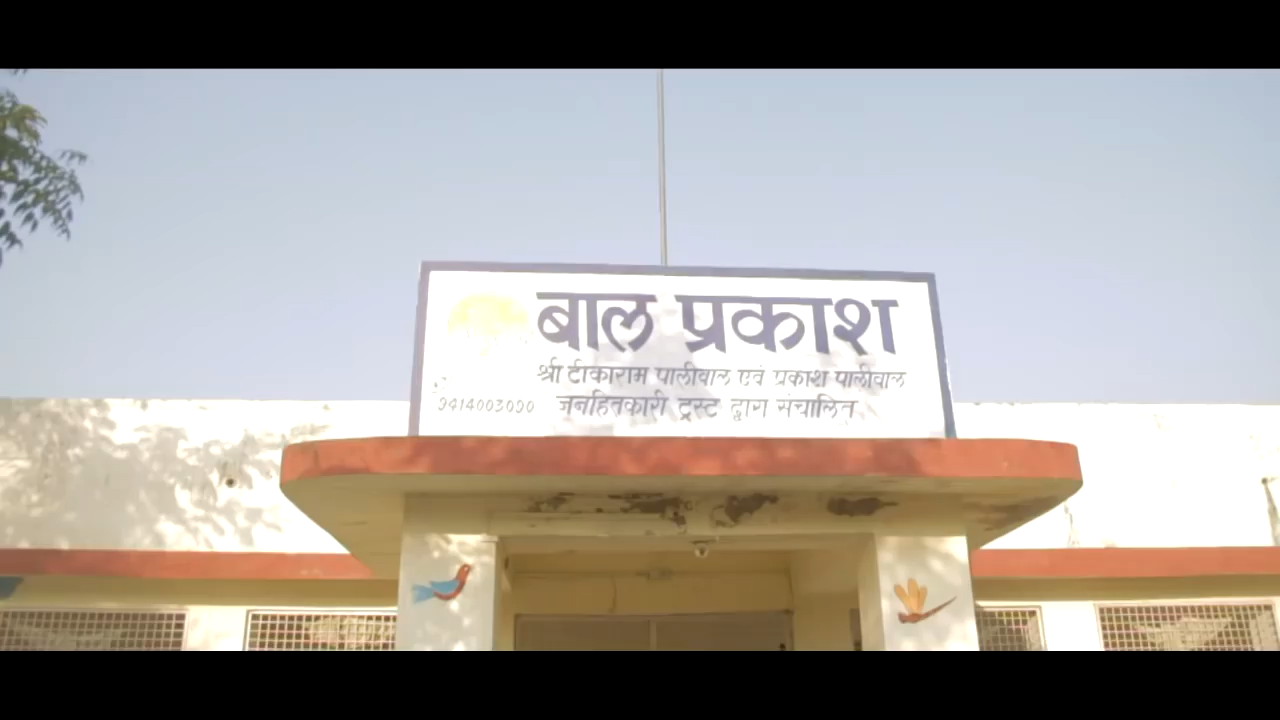 बाल प्रकाश
श्री टीकाराम पालीवाल एवं प्रकाश पालीवाल
9414003090 जनहितकारी ट्रस्ट द्वारा संचालित